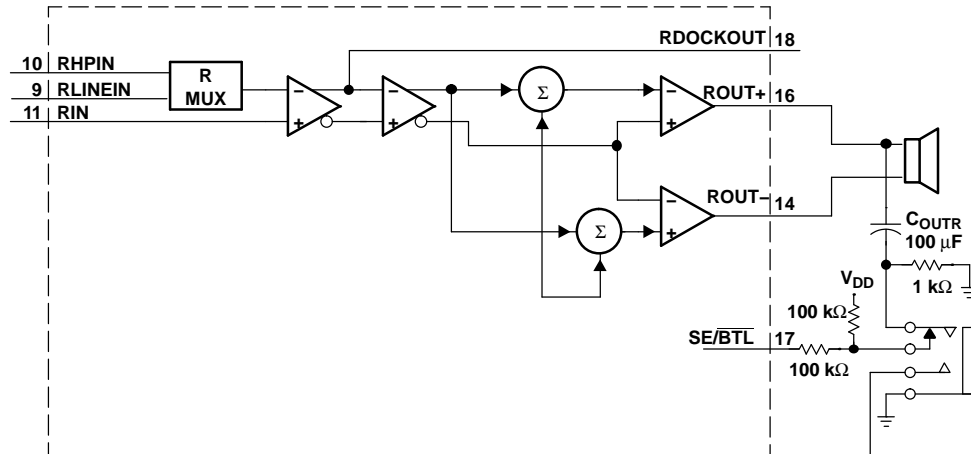 RDOCKOUT 18
10 RHPIN
R
MUX
9 RLINEIN
11 RIN
Σ
ROUT+ 16
ROUT− 14
Σ
COUTR
100 μF
1 kΩ
VDD
100 kΩ
SE/BTL 17
100 kΩ
− + − + − + − +